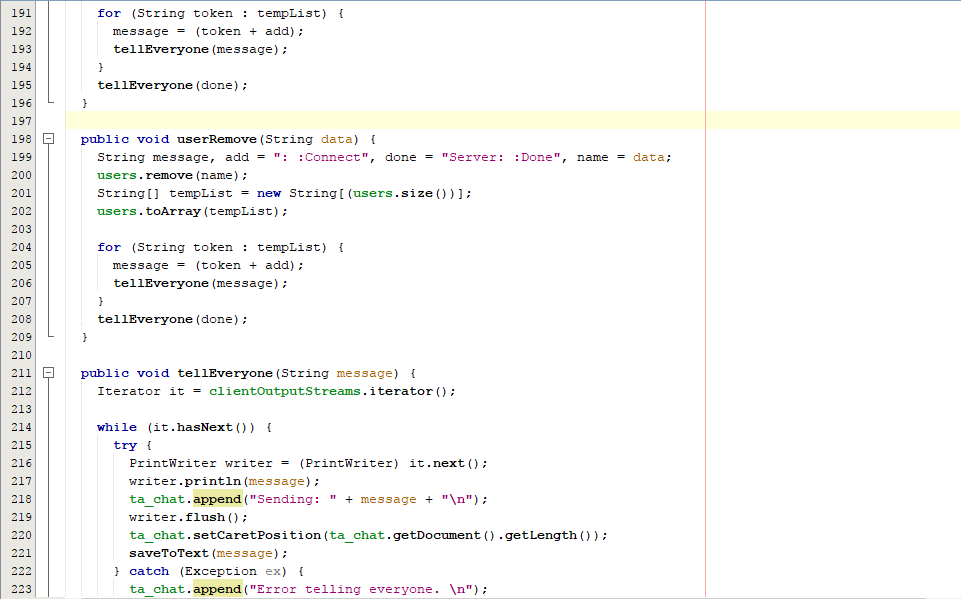 191 for (String token : tempList) {
192 message = (token + add);
193 tellEveryone(message);
194 }
195 tellEveryone(done);
196 }
197
198 public void userRemove(String data) {
199 String message, add = ": :Connect", done = "Server: :Done", name = data;
200 users.remove(name);
201 String[] tempList = new String[(users.size())];
202 users.toArray(tempList);
203
204 for (String token : tempList) {
205 message = (token + add);
206 tellEveryone(message);
207 }
208 tellEveryone(done);
209 }
210
211 public void tellEveryone(String message) {
212 Iterator it = clientOutputStreams.iterator();
213
214 while (it.hasNext()) {
215 try {
216 PrintWriter writer = (PrintWriter) it.next();
217 writer.println(message);
218 ta_chat.append("Sending: " + message + "\n");
219 writer.flush();
220 ta_chat.setCaretPosition(ta_chat.getDocument().getLength());
221 saveToText(message);
222 } catch (Exception ex) {
223 ta_chat.append("Error telling everyone. \n");